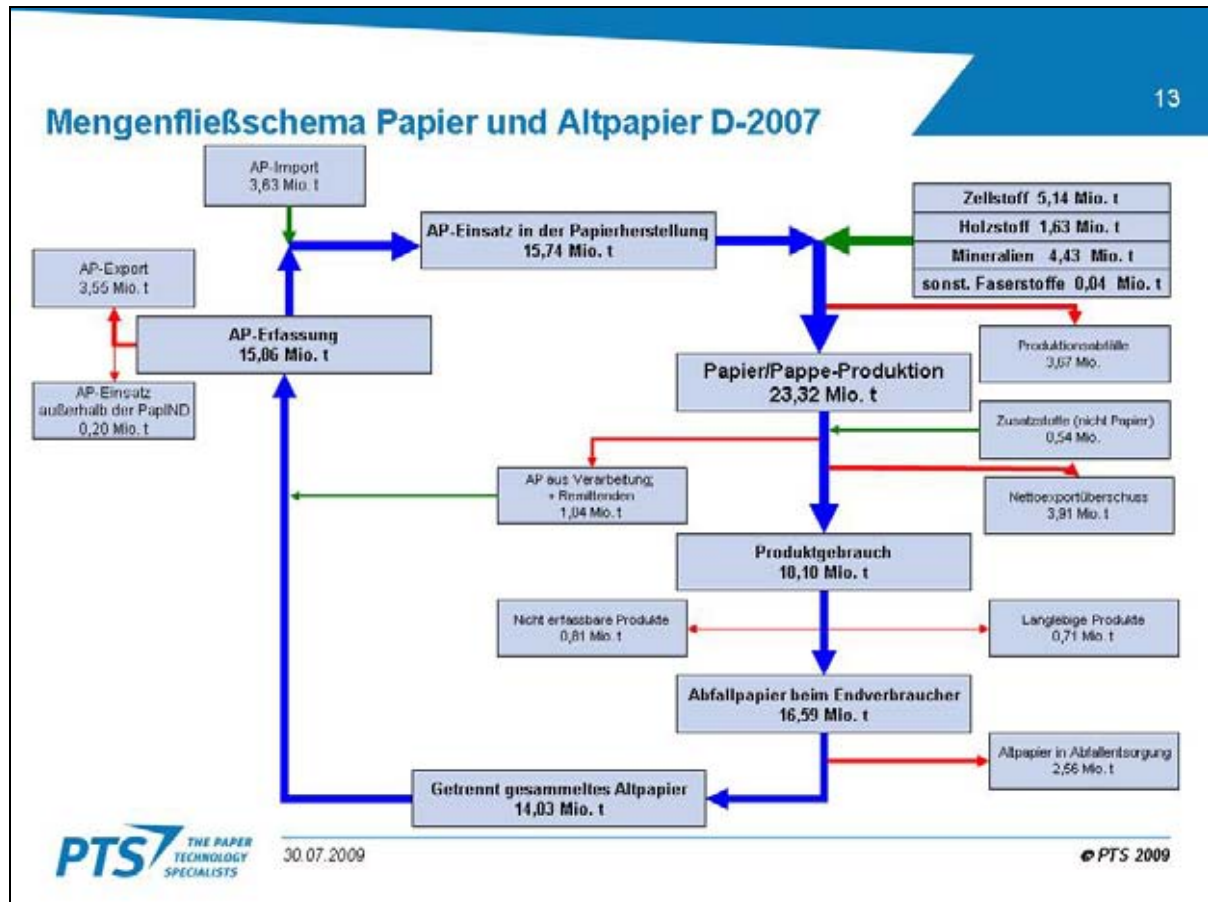 13
Mengenfließschema Papier und Altpapier D-2007
AP-Import
3,63 Mio. t
AP-Einsatz in der Papierherstellung
15,74 Mio. t
Zellstoff 5,14 Mio. t
Holzstoff 1,63 Mio. t
Mineralien 4,43 Mio. t
sonst. Faserstoffe 0,04 Mio. t
AP-Export
3,55 Mio. t
AP-Erfassung
15,86 Mio. t
AP-Einsatz
außerhalb der PapIND
0,20 Mio. t
Produktionsabfälle
3,67 Mio.
Papier/Pappe-Produktion
23,32 Mio. t
Zusatzstoffe (nicht Papier)
0,54 Mio.
AP aus Verarbeitung;
+ Remittenden
1,84 Mio. t
Nettoexportüberschuss
3,91 Mio. t
Produktgebrauch
18,10 Mio. t
Nicht erfassbare Produkte
0,81 Mio. t
Langlebige Produkte
0,71 Mio. t
Abfallpapier beim Endverbraucher
16,59 Mio. t
Altpapier in Abfallentsorgung
2,56 Mio. t
Getrennt gesammeltes Altpapier
14,03 Mio. t
PTS THE PAPER
TECHNOLOGY
SPECIALISTS
30.07.2009
© PTS 2009